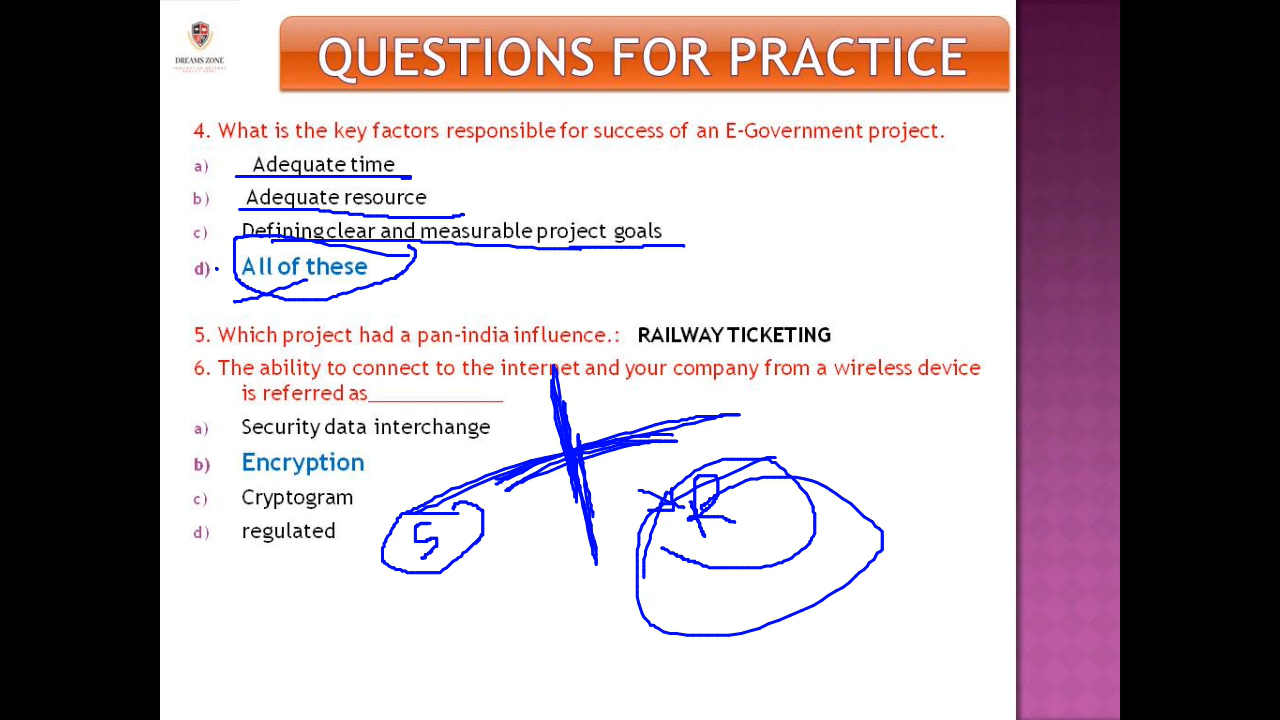 DREAMS ZONE
QUESTIONS FOR PRACTICE
4. What is the key factors responsible for success of an E-Government project.
a) Adequate time
b) Adequate resource
c) Defining clear and measurable project goals
d) All of these
5. Which project had a pan-india influence.: RAILWAY TICKETING
6. The ability to connect to the internet and your company from a wireless device
is referred as____________
a) Security data interchange
b) Encryption
c) Cryptogram
d) regulated
5